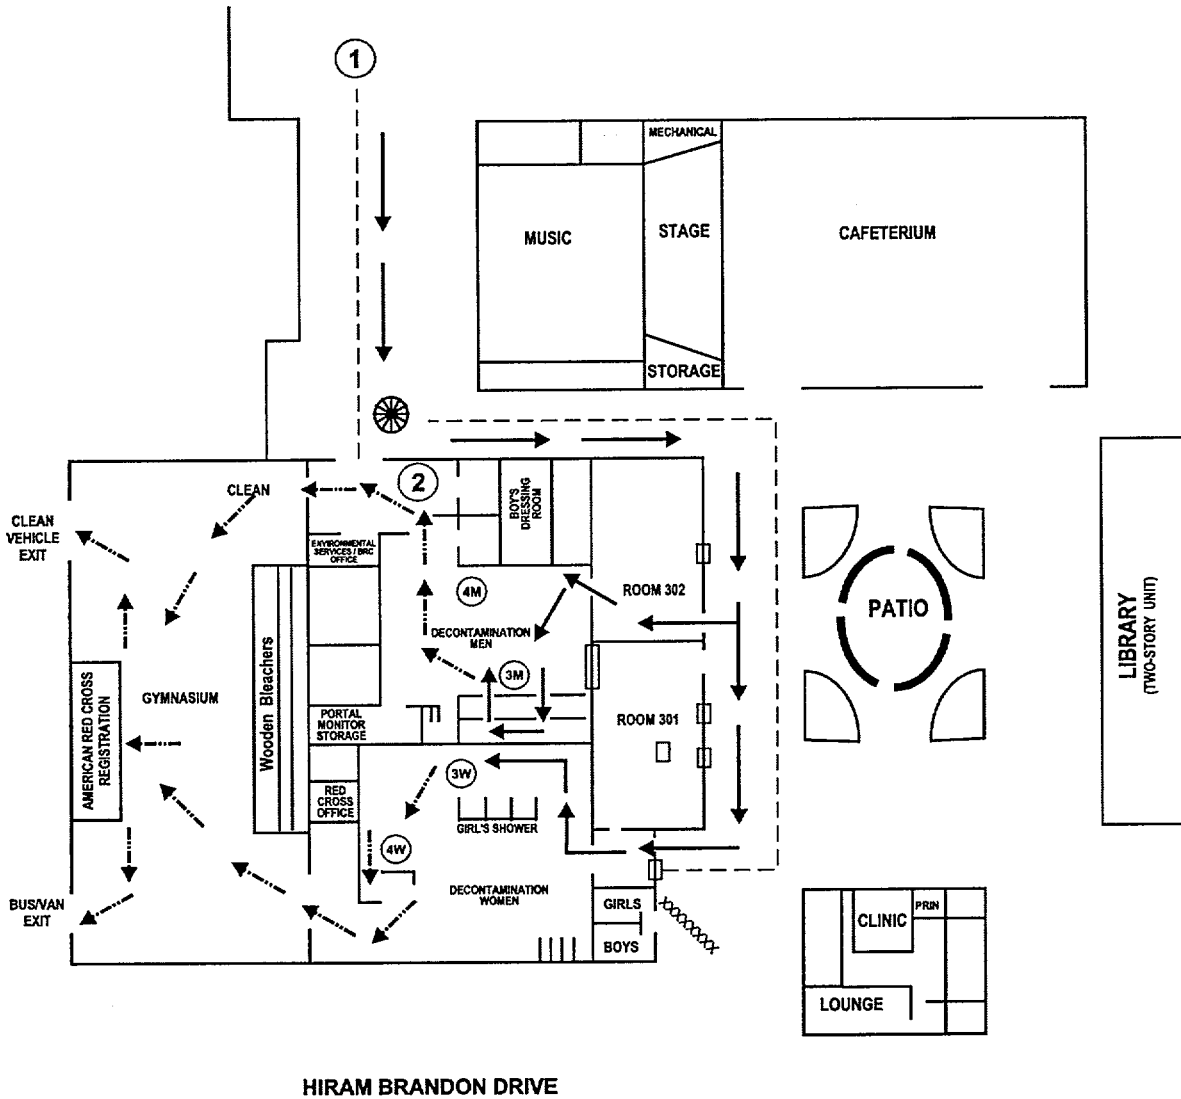 1
MECHANICAL
MUSIC
STAGE
CAFETERIUM
STORAGE
2
CLEAN
BOY'S
DRESSING
ROOM
CLEAN
VEHICLE
EXIT
ENVIRONMENTAL
SERVICES / BRC
OFFICE
4M
ROOM 302
PATIO
LIBRARY
(TWO-STORY UNIT)
DECONTAMINATION
MEN
3M
AMERICAN RED CROSS
REGISTRATION
GYMNASIUM
Wooden Bleachers
PORTAL
MONITOR
STORAGE
ROOM 301
3W
RED
CROSS
OFFICE
GIRL'S SHOWER
4W
DECONTAMINATION
WOMEN
BUS/VAN
EXIT
GIRLS
BOYS
XXXXXXXX
CLINIC
PRIN
LOUNGE
HIRAM BRANDON DRIVE